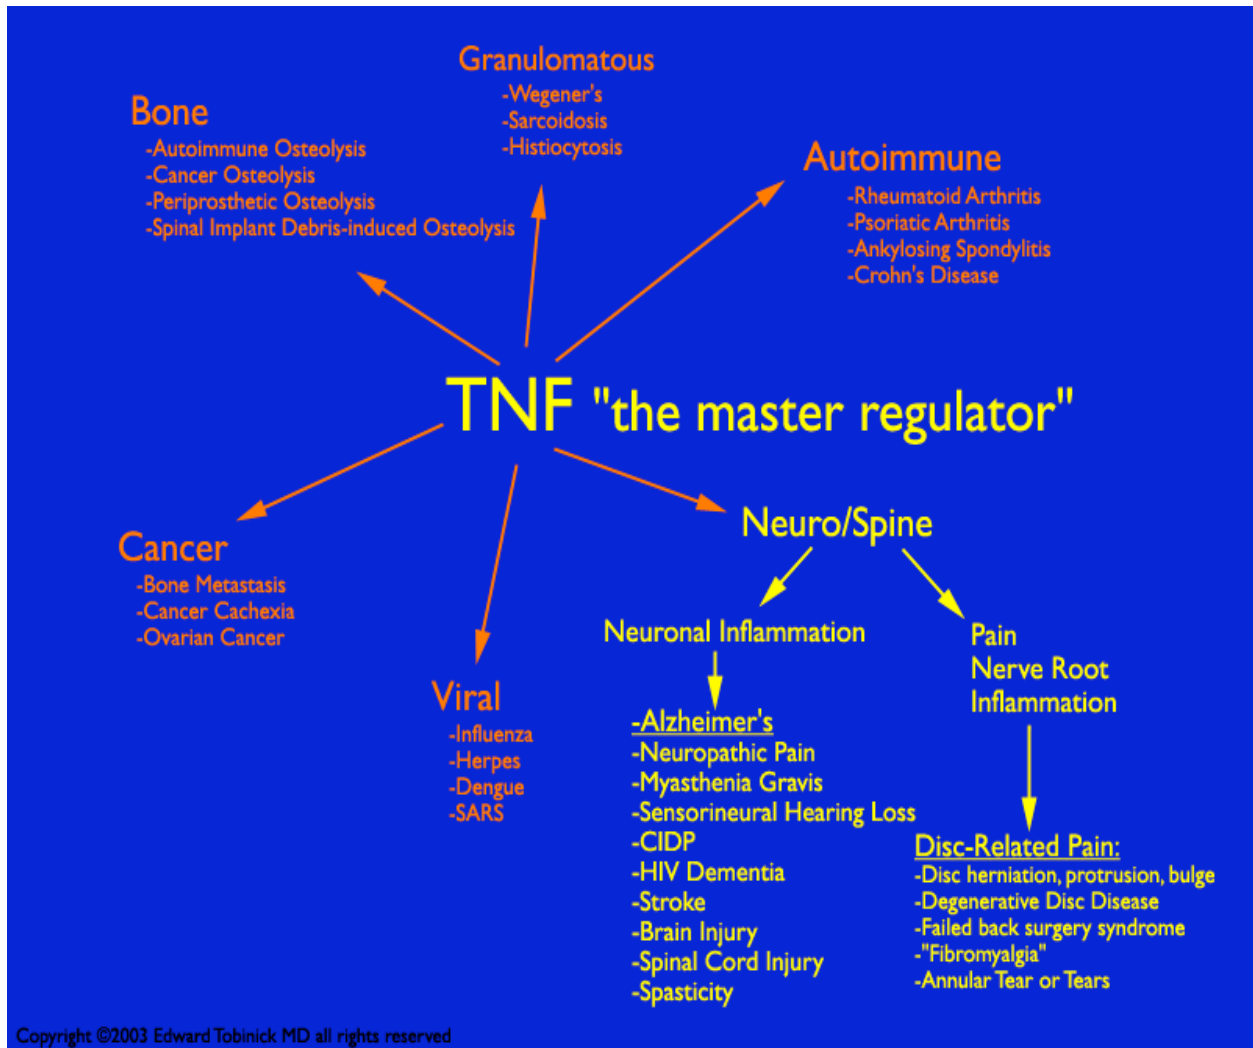 Granulomatous
-Wegener's
-Sarcoidosis
-Histiocytosis
Bone
-Autoimmune Osteolysis
-Cancer Osteolysis
-Periprosthetic Osteolysis
-Spinal Implant Debris-induced Osteolysis
Autoimmune
-Rheumatoid Arthritis
-Psoriatic Arthritis
-Ankylosing Spondylitis
-Crohn's Disease
TNF "the master regulator"
Cancer
-Bone Metastasis
-Cancer Cachexia
-Ovarian Cancer
Viral
-Influenza
-Herpes
-Dengue
-SARS
Neuro/Spine
Neuronal Inflammation
-Alzheimer's
-Neuropathic Pain
-Myasthenia Gravis
-Sensorineural Hearing Loss
-CIDP
-HIV Dementia
-Stroke
-Brain Injury
-Spinal Cord Injury
-Spasticity
Pain
Nerve Root
Inflammation
Disc-Related Pain:
-Disc herniation, protrusion, bulge
-Degenerative Disc Disease
-Failed back surgery syndrome
-"Fibromyalgia"
-Annular Tear or Tears
Copyright ©2003 Edward Tobinick MD all rights reserved